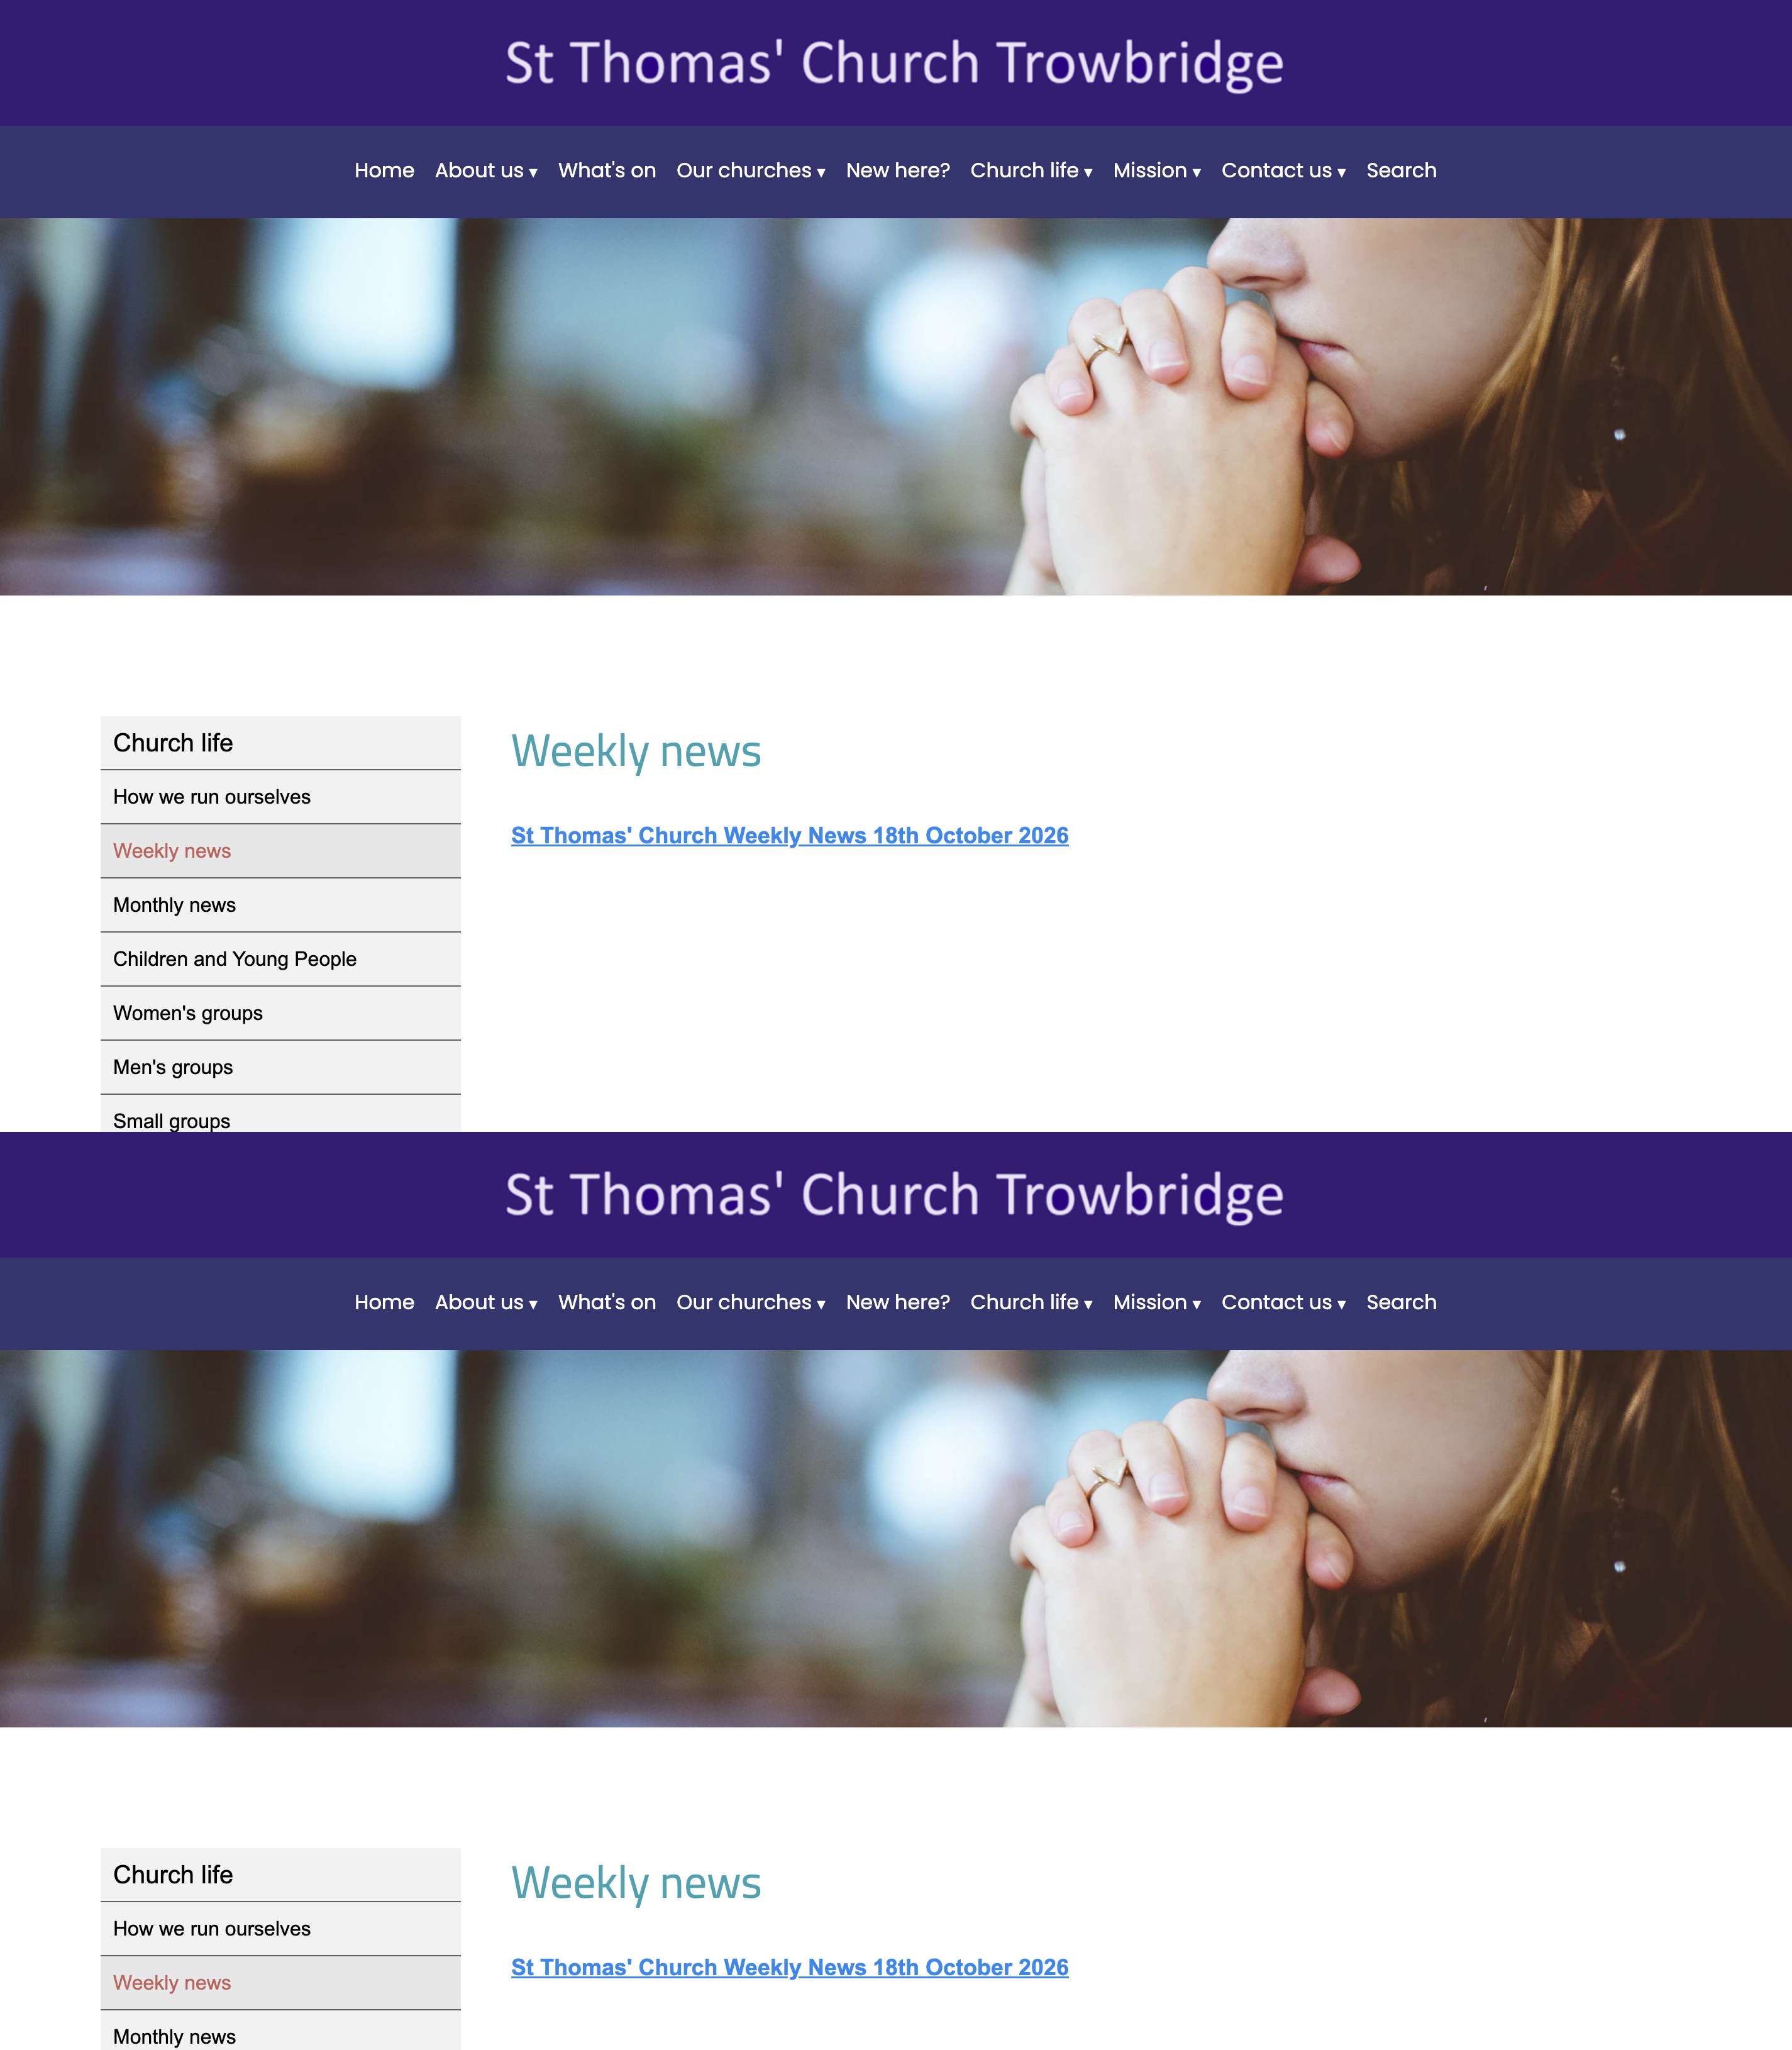 St Thomas' Church Trowbridge
Home About us ▾ What's on Our churches ▾ New here? Church life ▾ Mission ▾ Contact us ▾ Search
Church life
How we run ourselves
Weekly news
Monthly news
Children and Young People
Women's groups
Men's groups
Small groups
Weekly news
St Thomas' Church Weekly News 18th October 2026
St Thomas' Church Trowbridge
Home About us ▾ What's on Our churches ▾ New here? Church life ▾ Mission ▾ Contact us ▾ Search
Church life
How we run ourselves
Weekly news
Monthly news
Weekly news
St Thomas' Church Weekly News 18th October 2026